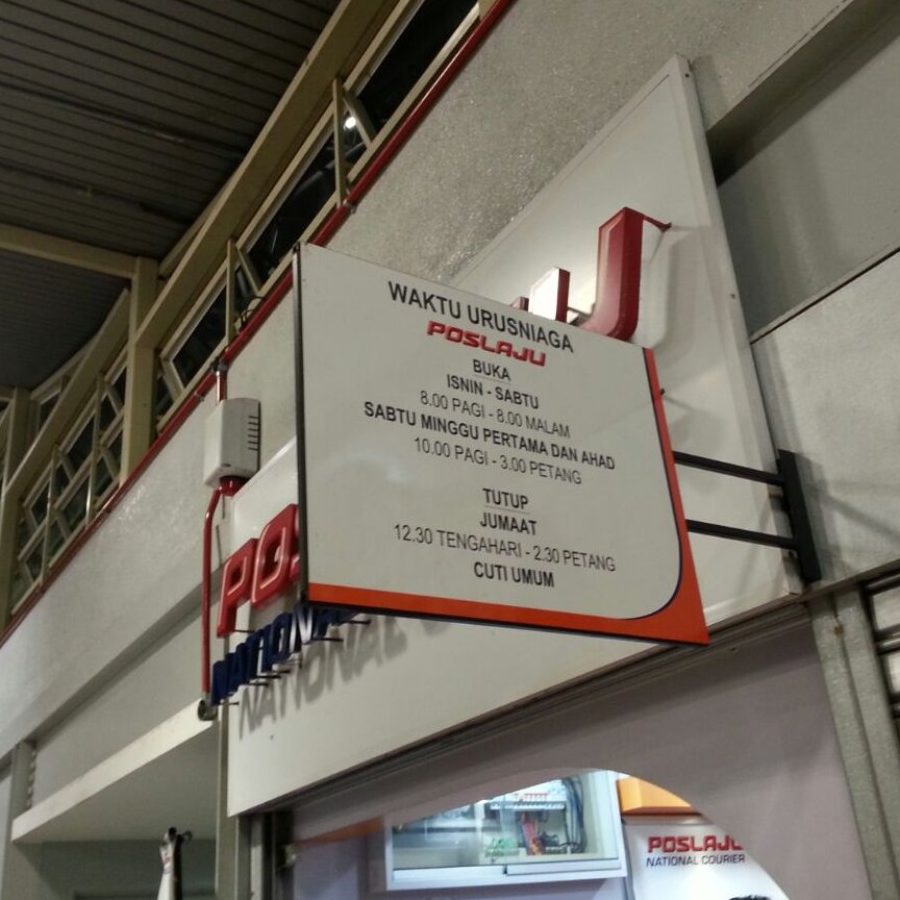 WAKTU URUSNIAGA
POSLAJU
BUKA
ISNIN - SABTU
8.00 PAGI - 8.00 MALAM
SABTU MINGGU PERTAMA DAN AHAD
10.00 PAGI - 3.00 PETANG
TUTUP
JUMAAT
12.30 TENGAHARI - 2.30 PETANG
CUTI UMUM
NATIONAL
POSLAJU
NATIONAL COURIER